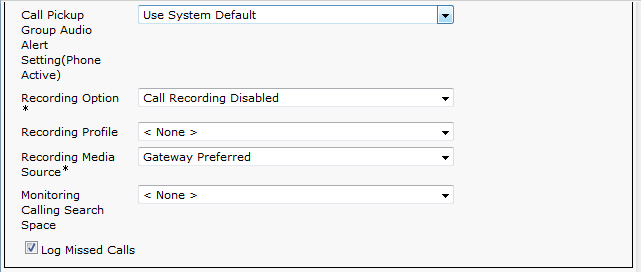 Call Pickup
Group Audio
Alert
Setting(Phone
Active)
Use System Default
Recording Option
*
Call Recording Disabled
Recording Profile
< None >
Recording Media
Source*
Gateway Preferred
Monitoring
Calling Search
Space
< None >
Log Missed Calls